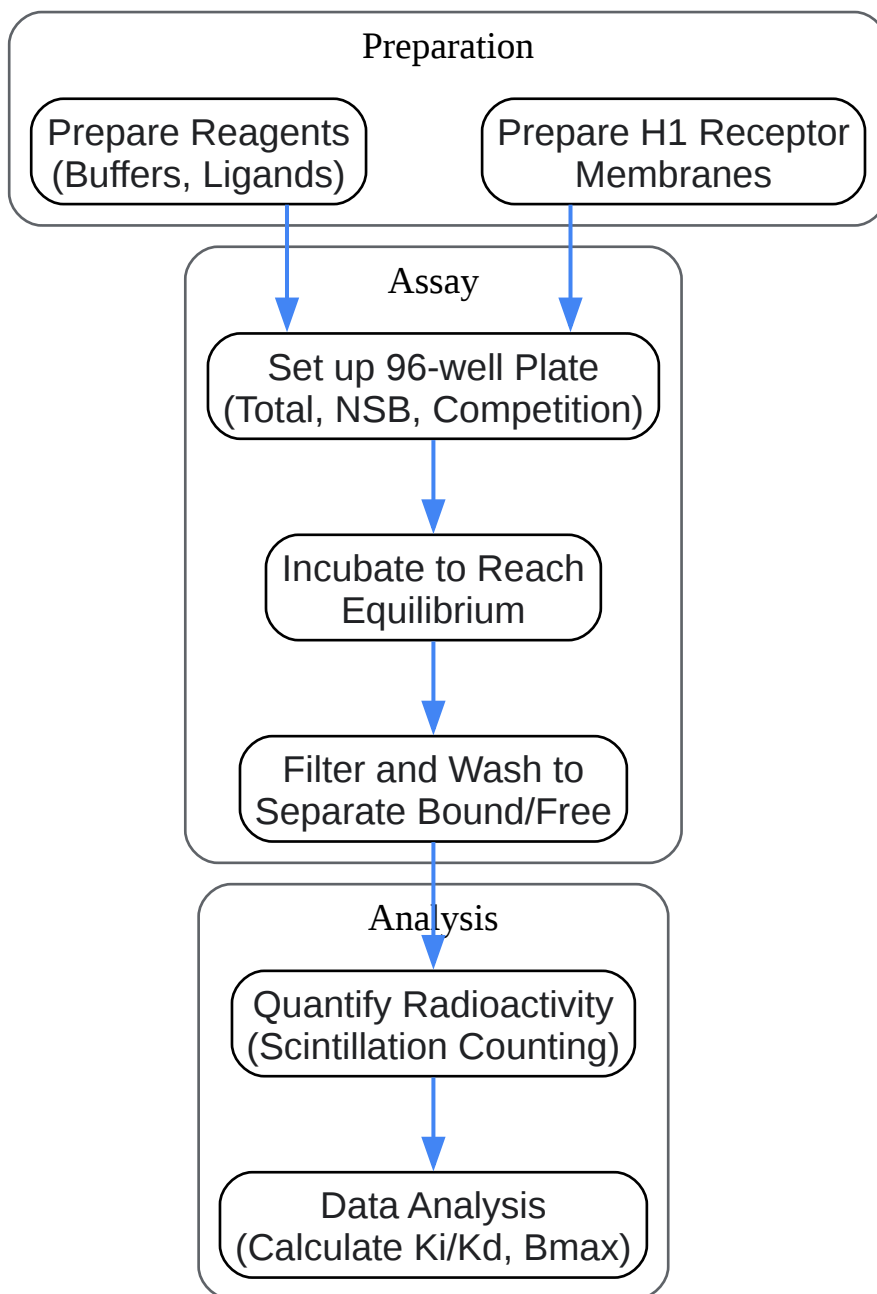 Preparation
Prepare Reagents
(Buffers, Ligands)
Prepare H1 Receptor
Membranes
Assay
Set up 96-well Plate
(Total, NSB, Competition)
Incubate to Reach
Equilibrium
Filter and Wash to
Separate Bound/Free
Analysis
Quantify Radioactivity
(Scintillation Counting)
Data Analysis
(Calculate Ki/Kd, Bmax)